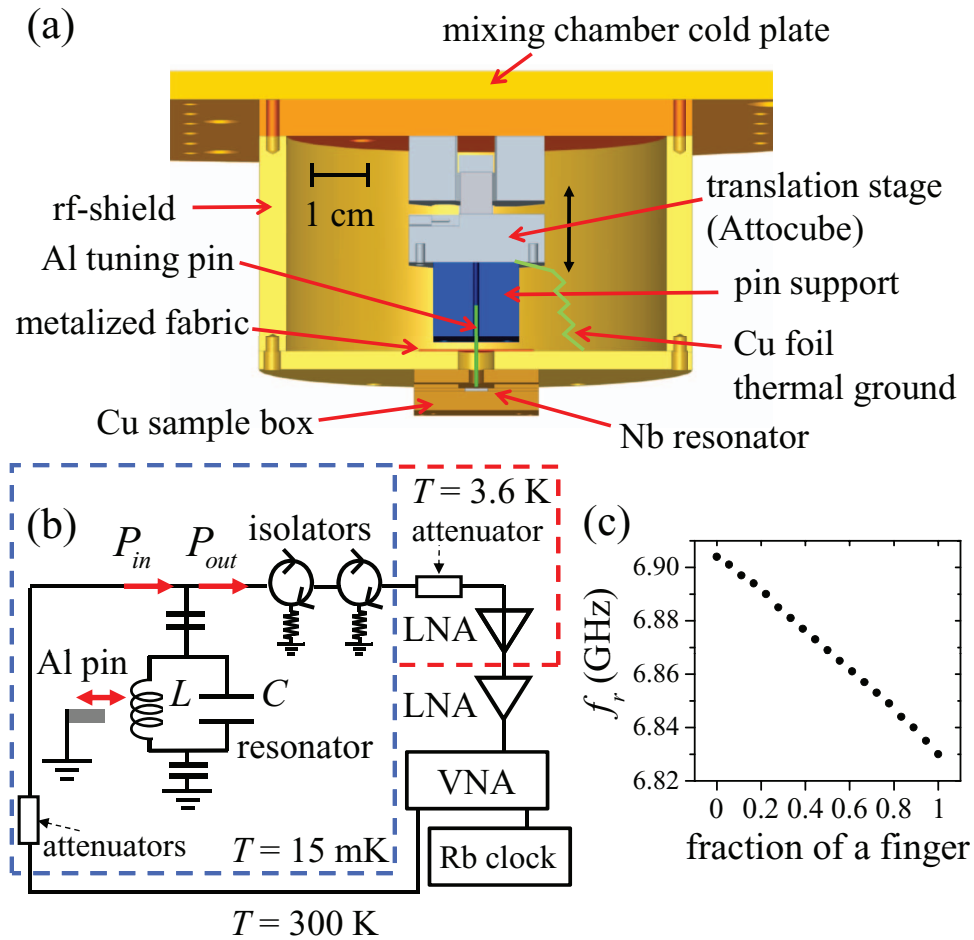 (a)
mixing chamber cold plate
1 cm
rf-shield
translation stage
(Attocube)
Al tuning pin
pin support
metalized fabric
Cu foil
thermal ground
Cu sample box
Nb resonator
(b)
P_in
P_out
isolators
T = 3.6 K
attenuator
LNA
Al pin
L
C
resonator
LNA
VNA
Rb clock
attenuators
T = 15 mK
T = 300 K
(c)
f_r (GHz)
6.90
6.88
6.86
6.84
6.82
0 0.2 0.4 0.6 0.8 1
fraction of a finger